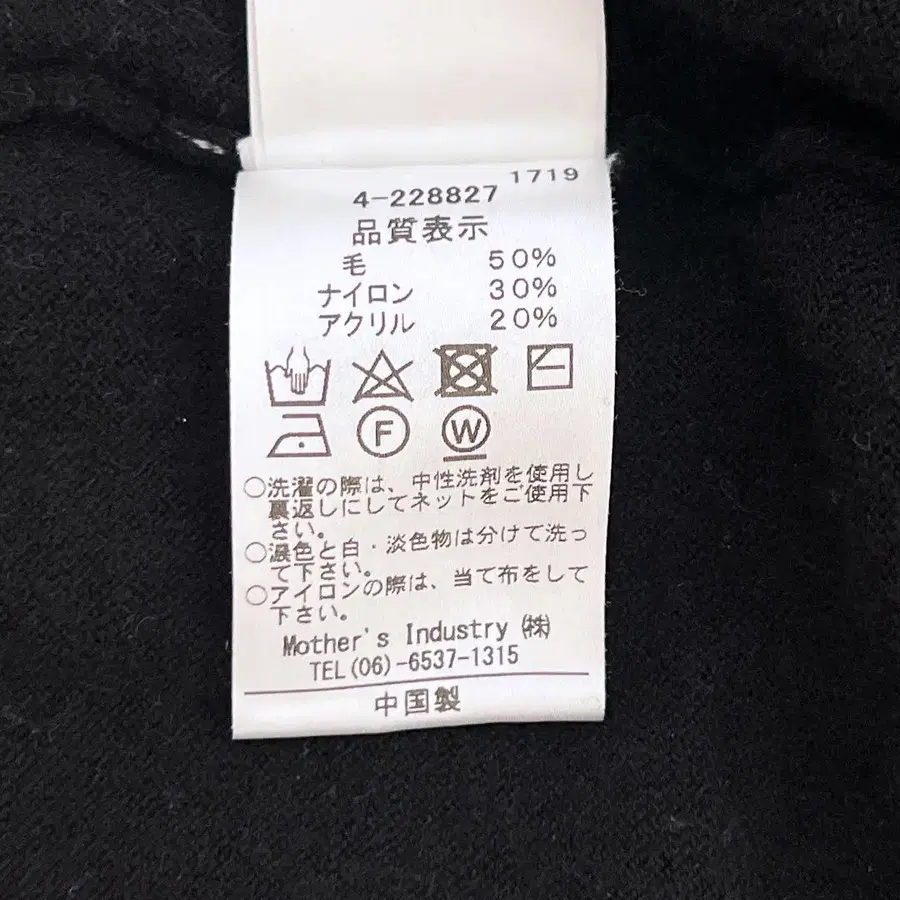 1719
4-228827
品質表示
毛 50%
ナイロン 30%
アクリル 20%
F W
○洗濯の際は、中性洗剤を使用し
裏返しにしてネットをご使用下
さい。
○濃色と白・淡色物は分けて洗っ
て下さい。
○アイロンの際は、当て布をして
下さい。
Mother's Industry ㈱
TEL(06)-6537-1315
中国製